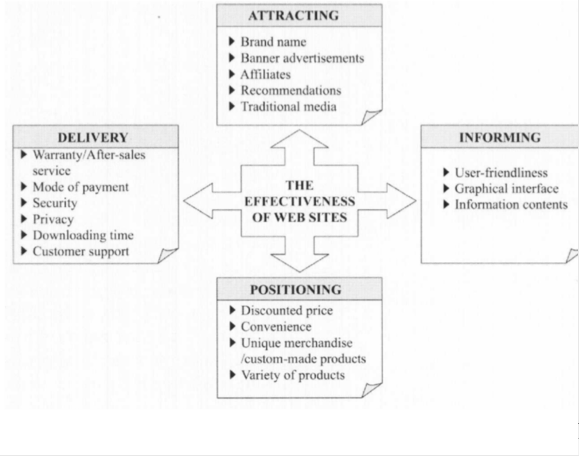 ATTRACTING
Brand name
Banner advertisements
Affiliates
Recommendations
Traditional media
DELIVERY
Warranty/After-sales
service
Mode of payment
Security
Privacy
Downloading time
Customer support
THE
EFFECTIVENESS
OF WEB SITES
INFORMING
User-friendliness
Graphical interface
Information contents
POSITIONING
Discounted price
Convenience
Unique merchandise
/custom-made products
Variety of products